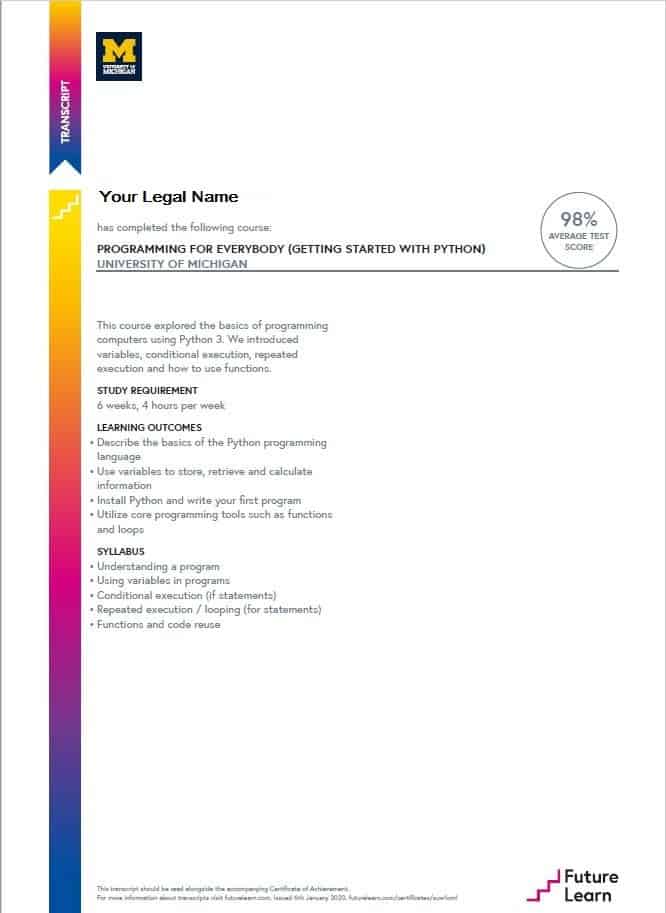 M
UNIVERSITY OF
MICHIGAN
TRANSCRIPT
Your Legal Name
has completed the following course:
PROGRAMMING FOR EVERYBODY (GETTING STARTED WITH PYTHON)
UNIVERSITY OF MICHIGAN
98%
AVERAGE TEST
SCORE
This course explored the basics of programming
computers using Python 3. We introduced
variables, conditional execution, repeated
execution and how to use functions.
STUDY REQUIREMENT
6 weeks, 4 hours per week
LEARNING OUTCOMES
• Describe the basics of the Python programming
language
• Use variables to store, retrieve and calculate
information
• Install Python and write your first program
• Utilize core programming tools such as functions
and loops
SYLLABUS
• Understanding a program
• Using variables in programs
• Conditional execution (if statements)
• Repeated execution / looping (for statements)
• Functions and code reuse
This transcript should be read alongside the accompanying Certificate of Achievement.
For more information about transcripts visit futurelearn.com. Issued January 2020. futurelearn.com/certificates/
Future
Learn